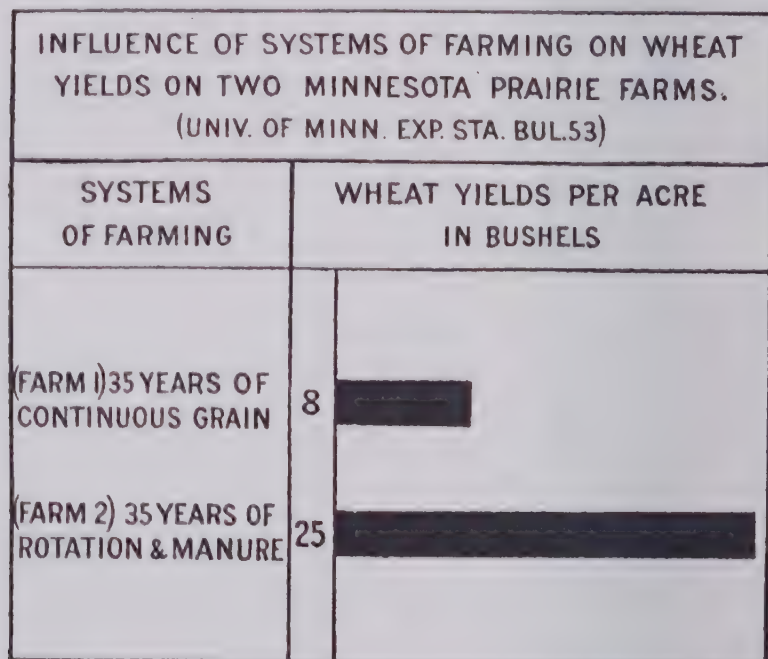 INFLUENCE OF SYSTEMS OF FARMING ON WHEAT
YIELDS ON TWO MINNESOTA PRAIRIE FARMS.
(UNIV. OF MINN. EXP. STA. BUL.53)
SYSTEMS
OF FARMING
WHEAT YIELDS PER ACRE
IN BUSHELS
(FARM 1) 35 YEARS OF
CONTINUOUS GRAIN
8
(FARM 2) 35 YEARS OF
ROTATION & MANURE
25